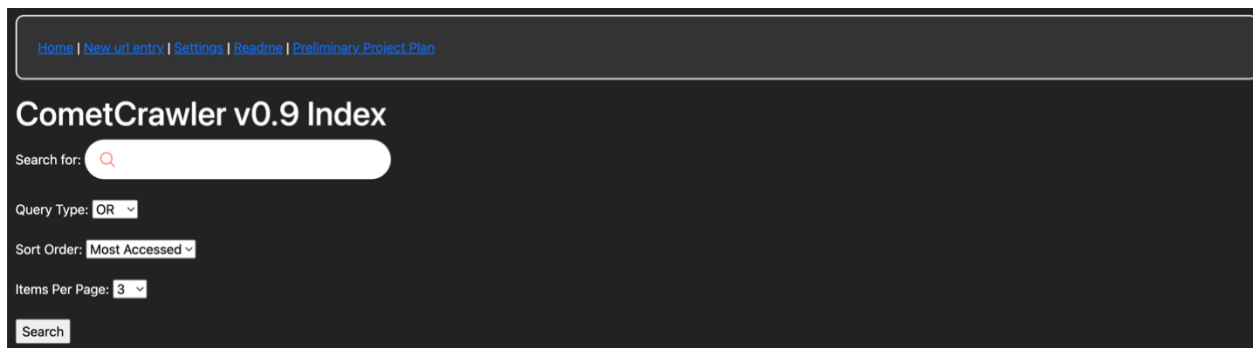 Home | New url entry | Settings | Readme | Preliminary Project Plan
CometCrawler v0.9 Index
Search for:
Query Type: OR
Sort Order: Most Accessed
Items Per Page: 3
Search